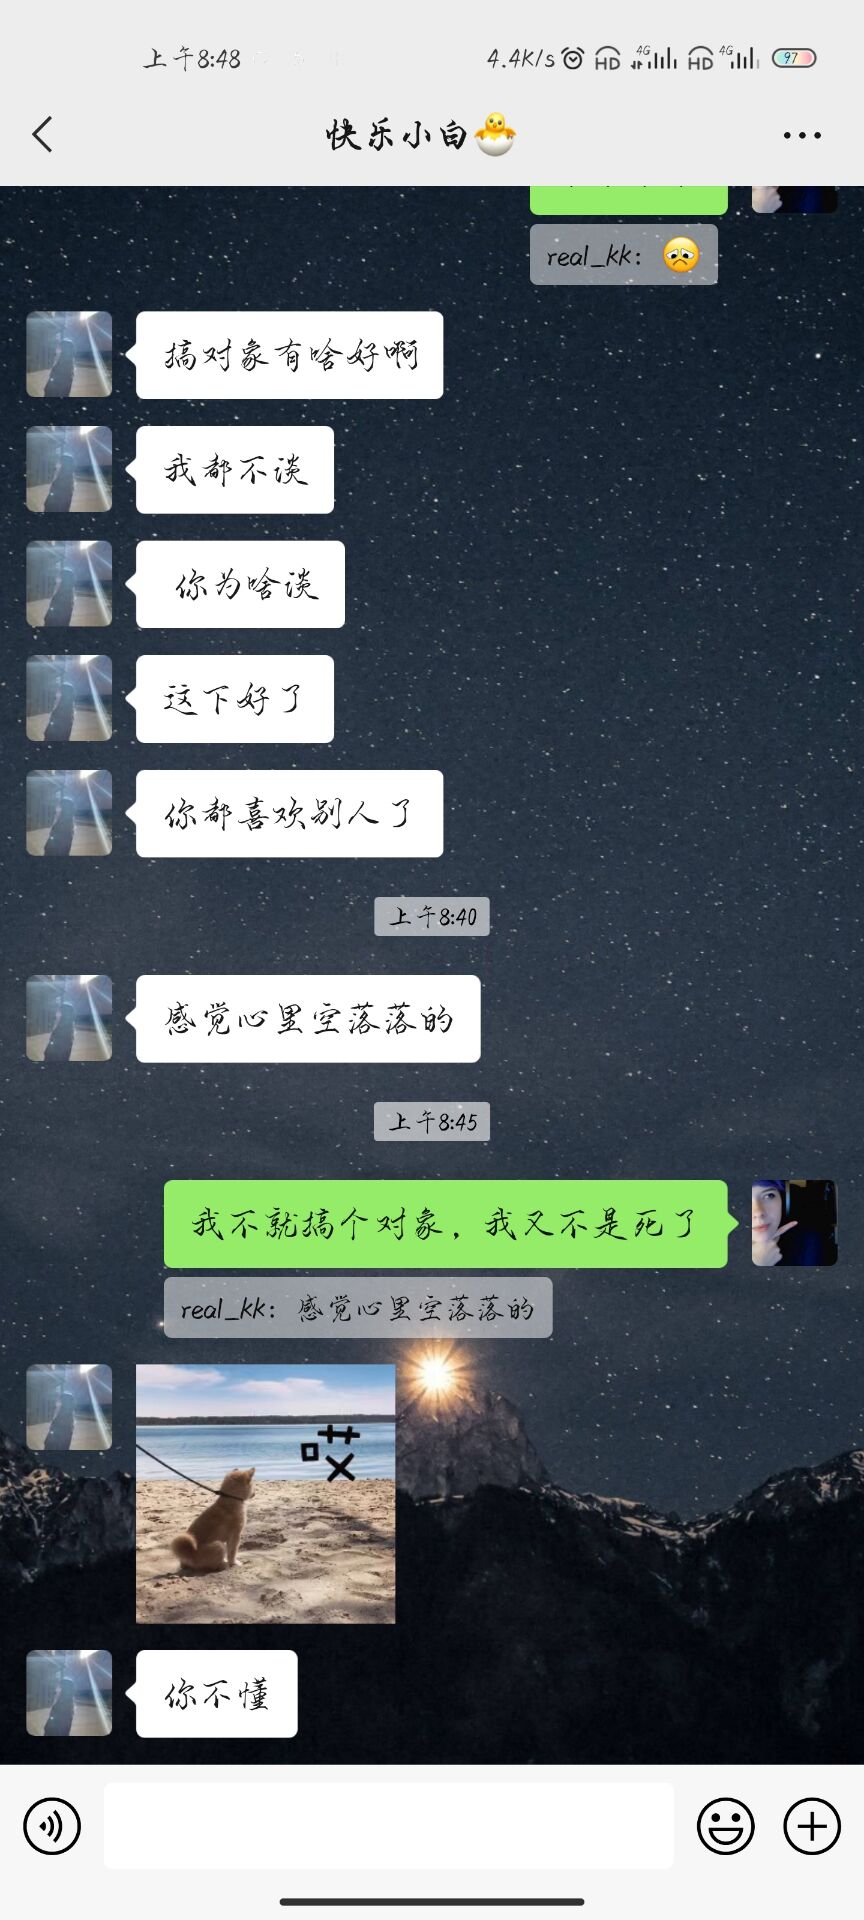 上午8:48
4.4K/s
HD
4G
HD
4G
97
快乐小白🐣
real_kk：😞
搞对象有啥好啊
我都不谈
你为啥谈
这下好了
你都喜欢别人了
上午8:40
感觉心里空落落的
上午8:45
我不就搞个对象，我又不是死了
real_kk：感觉心里空落落的
哎
你不懂